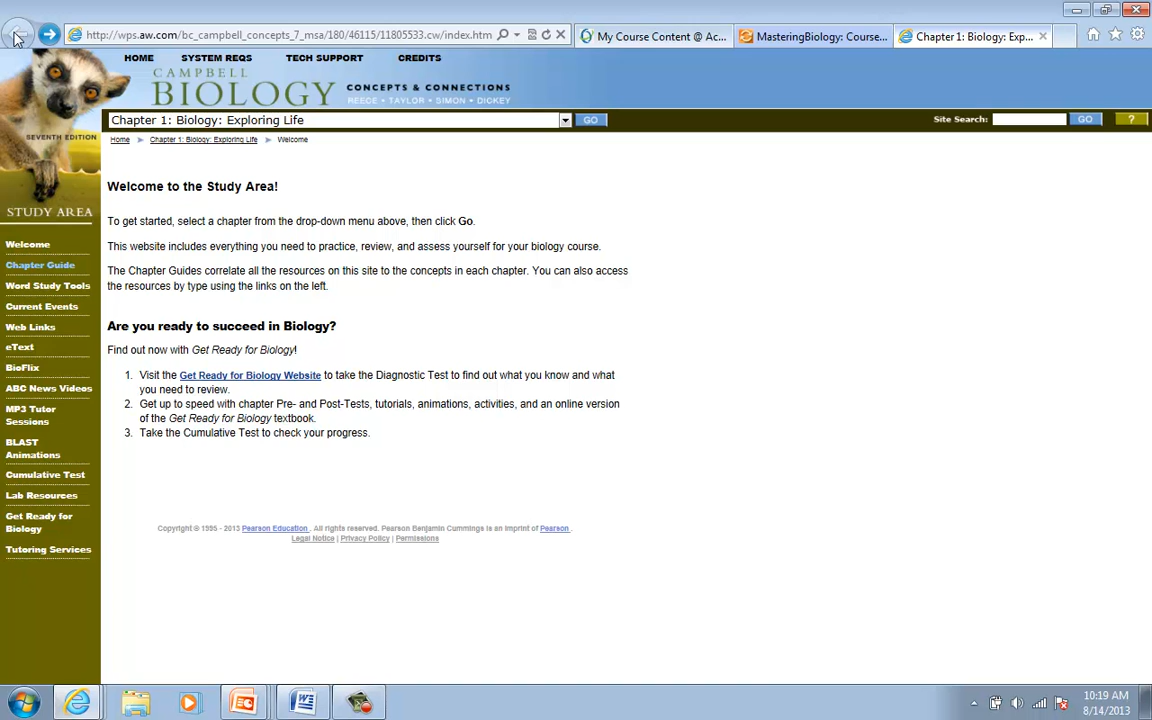 http://wps.aw.com/bc_campbell_concepts_7_msa/180/46115/11805533.cw/index.htm
My Course Content @ Ac...
MasteringBiology: Course...
Chapter 1: Biology: Exp...
HOME SYSTEM REQS TECH SUPPORT CREDITS
CAMPBELL
BIOLOGY CONCEPTS & CONNECTIONS
REECE • TAYLOR • SIMON • DICKEY
Chapter 1: Biology: Exploring Life GO
Site Search: GO ?
SEVENTH EDITION
Home Chapter 1: Biology: Exploring Life Welcome
STUDY AREA
Welcome
Chapter Guide
Word Study Tools
Current Events
Web Links
eText
BioFlix
ABC News Videos
MP3 Tutor
Sessions
BLAST
Animations
Cumulative Test
Lab Resources
Get Ready for
Biology
Tutoring Services
Welcome to the Study Area!
To get started, select a chapter from the drop-down menu above, then click Go.
This website includes everything you need to practice, review, and assess yourself for your biology course.
The Chapter Guides correlate all the resources on this site to the concepts in each chapter. You can also access
the resources by type using the links on the left.
Are you ready to succeed in Biology?
Find out now with Get Ready for Biology!
1. Visit the Get Ready for Biology Website to take the Diagnostic Test to find out what you know and what
you need to review.
2. Get up to speed with chapter Pre- and Post-Tests, tutorials, animations, activities, and an online version
of the Get Ready for Biology textbook.
3. Take the Cumulative Test to check your progress.
Copyright © 1995 - 2013 Pearson Education . All rights reserved. Pearson Benjamin Cummings is an imprint of Pearson .
Legal Notice | Privacy Policy | Permissions
10:19 AM
8/14/2013